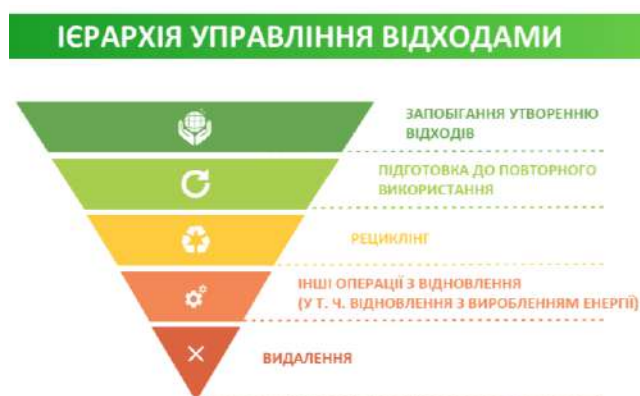 ІЄРАРХІЯ УПРАВЛІННЯ ВІДХОДАМИ
ЗАПОБІГАННЯ УТВОРЕННЮ
ВІДХОДІВ
ПІДГОТОВКА ДО ПОВТОРНОГО
ВИКОРИСТАННЯ
РЕЦИКЛІНГ
ІНШІ ОПЕРАЦІЇ З ВІДНОВЛЕННЯ
(У Т. Ч. ВІДНОВЛЕННЯ З ВИРОБЛЕННЯМ ЕНЕРГІЇ)
ВИДАЛЕННЯ